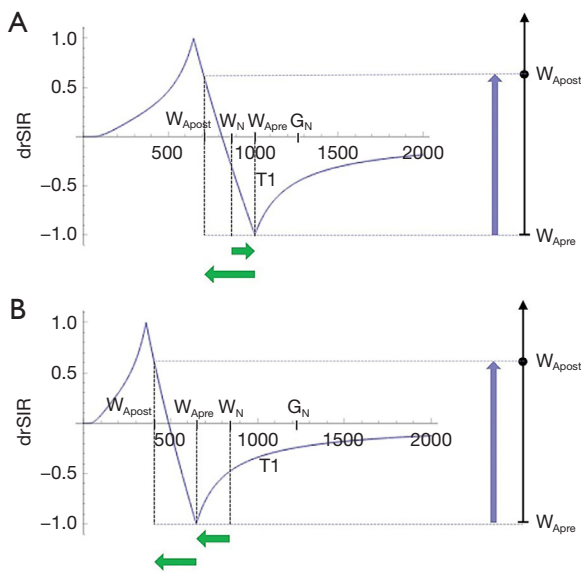 A
1.0
0.5
W_Apost W_N W_Apre G_N
W_Apost
500 1000 1500 2000
drSIR
T1
−0.5
−1.0
W_Apre
B
1.0
0.5
W_Apost
W_Apost W_Apre W_N G_N
500 1000 1500 2000
drSIR
T1
−0.5
−1.0
W_Apre